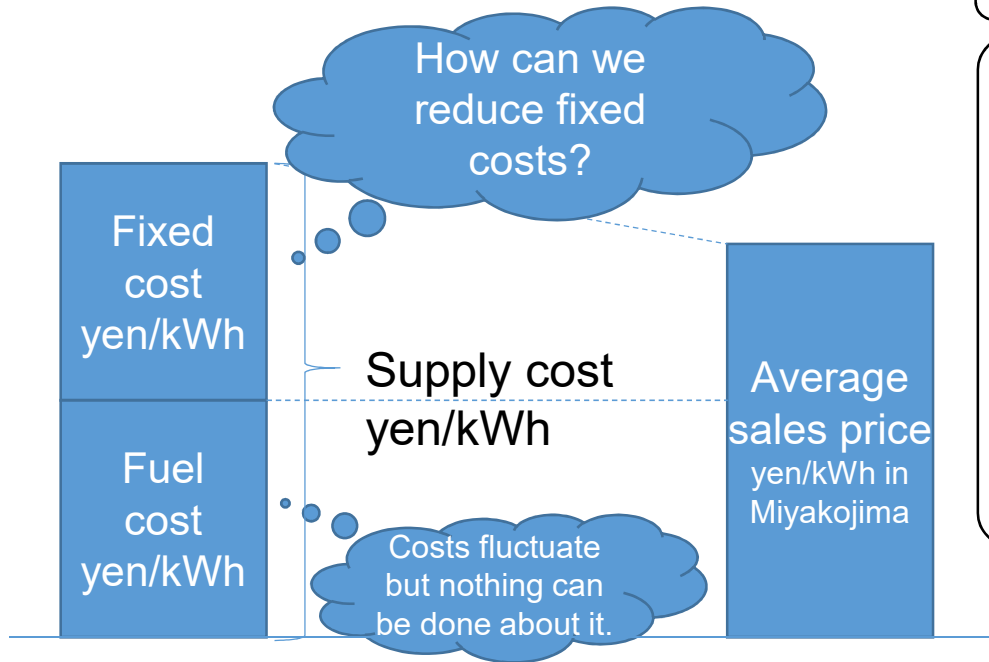 How can we
reduce fixed
costs?
Fixed
cost
yen/kWh
Supply cost
yen/kWh
Average
sales price
yen/kWh in
Miyakojima
Fuel
cost
yen/kWh
Costs fluctuate
but nothing can
be done about it.